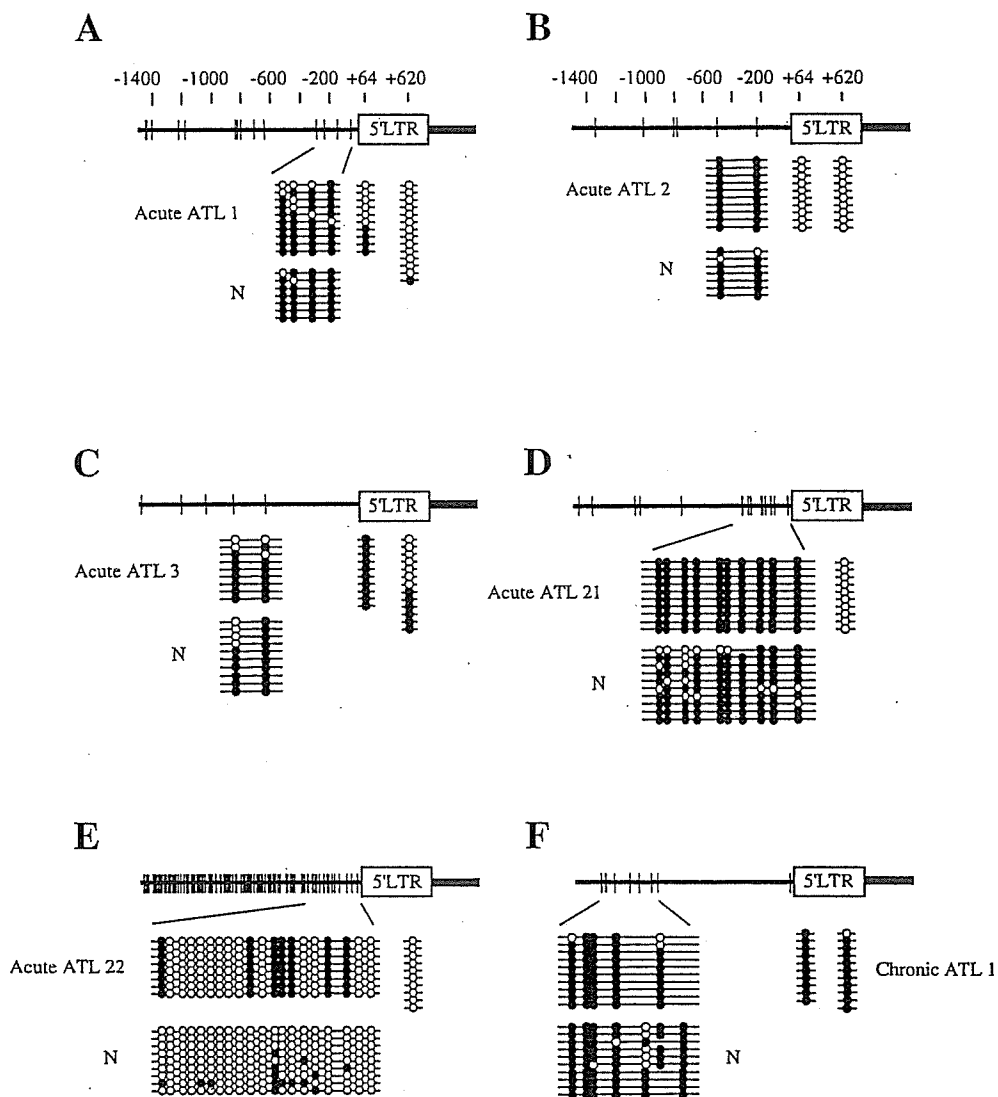 A
-1400 -1000 -600 -200 +64 +620
5'LTR
Acute ATL 1
N
B
-1400 -1000 -600 -200 +64 +620
5'LTR
Acute ATL 2
N
C
5'LTR
Acute ATL 3
N
D
5'LTR
Acute ATL 21
N
E
5'LTR
Acute ATL 22
N
F
5'LTR
Chronic ATL 1
N